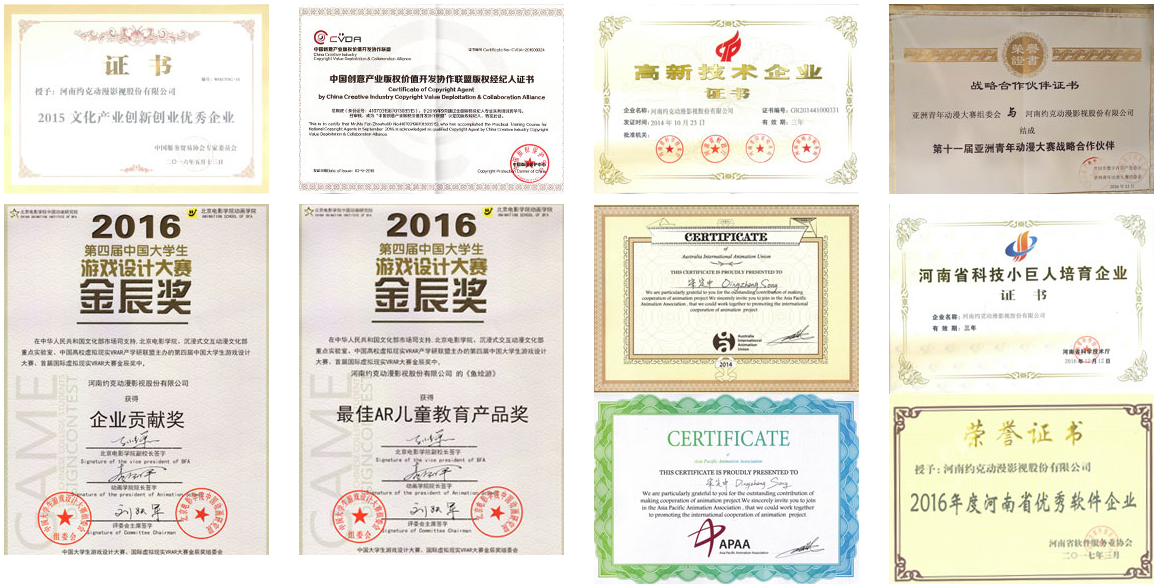 证 书
授予：河南约克动漫影视股份有限公司
2015 文化产业创新创业优秀企业
中国服务贸易协会专家委员会
二〇一六年五月十三日
CVDA
中国创意产业版权价值开发协作联盟
China Creative Industry
Copyright Value Deploitation & Collaboration Alliance
中国创意产业版权价值开发协作联盟版权经纪人证书
Certificate of Copyright Agent
by China Creative Industry Copyright Value Deploitation & Collaboration Alliance
Copyright Protection Center of China
高新技术企业
证书
企业名称：河南约克动漫影视股份有限公司
证书编号：GR201441000331
发证时间：2014 年 10 月 23 日
有 效 期：三年
批准机关：
荣誉
證書
战略合作伙伴证书
亚洲青年动漫大赛组委会 与 河南约克动漫影视股份有限公司
结成
第十一届亚洲青年动漫大赛战略合作伙伴
北京电影学院中国动画研究院
北京电影学院动画学院
ANIMATION SCHOOL OF BFA
2016
第四届中国大学生
游戏设计大赛
金辰奖
在中华人民共和国文化部市场司支持, 北京电影学院、沉浸式交互动漫文化部
重点实验室、中国高校虚拟现实VRAR产学研联盟主办的第四届中国大学生游戏设计
大赛、首届国际虚拟现实VRAR大赛金辰奖中,
河南约克动漫影视股份有限公司
获得
企业贡献奖
北京电影学院副校长签字
Signature of the vice president of BFA
动画学院院长签字
Signature of the president of Animation
评委会主席签字
Signature of Committee Chairman
中国大学生游戏设计大赛、国际虚拟现实VRAR大赛金辰奖组委会
北京电影学院中国动画研究院
北京电影学院动画学院
ANIMATION SCHOOL OF BFA
2016
第四届中国大学生
游戏设计大赛
金辰奖
在中华人民共和国文化部市场司支持, 北京电影学院、沉浸式交互动漫文化部
重点实验室、中国高校虚拟现实VRAR产学研联盟主办的第四届中国大学生游戏设计
大赛、首届国际虚拟现实VRAR大赛金辰奖中,
河南约克动漫影视股份有限公司 的《鱼绘游》
获得
最佳AR儿童教育产品奖
北京电影学院副校长签字
Signature of the vice president of BFA
动画学院院长签字
Signature of the president of Animation
评委会主席签字
Signature of Committee Chairman
中国大学生游戏设计大赛、国际虚拟现实VRAR大赛金辰奖组委会
CERTIFICATE
of
Australia International Animation Union
THIS CERTIFICATE IS PROUDLY PRESENTED TO
宋定中 Dingzhong Song
We are particularly grateful to you for the outstanding contribution of making
cooperation of animation project We sincerely invite you to join in the Asia Pacific
Animation Association , that we could work together to promoting the international
cooperation of animation project
Australia
International
Animation
Union
2014
河南省科技小巨人培育企业
证 书
企业名称：河南约克动漫影视股份有限公司
有 效 期：三年
河南省科学技术厅
2016 年 12 月 12 日
CERTIFICATE
of
Asia Pacific Animation Association
THIS CERTIFICATE IS PROUDLY PRESENTED TO
宋定中 Dingzhong Song
We are particularly grateful to you for the outstanding contribution of
making cooperation of animation project We sincerely invite you to join
in the Asia Pacific Animation Association , that we could work together
to promoting the international cooperation of animation project
APAA
Asia Pacific Animation Association
荣誉证书
授予：河南约克动漫影视股份有限公司
2016年度河南省优秀软件企业
河南省软件服务业协会
二〇一七年三月